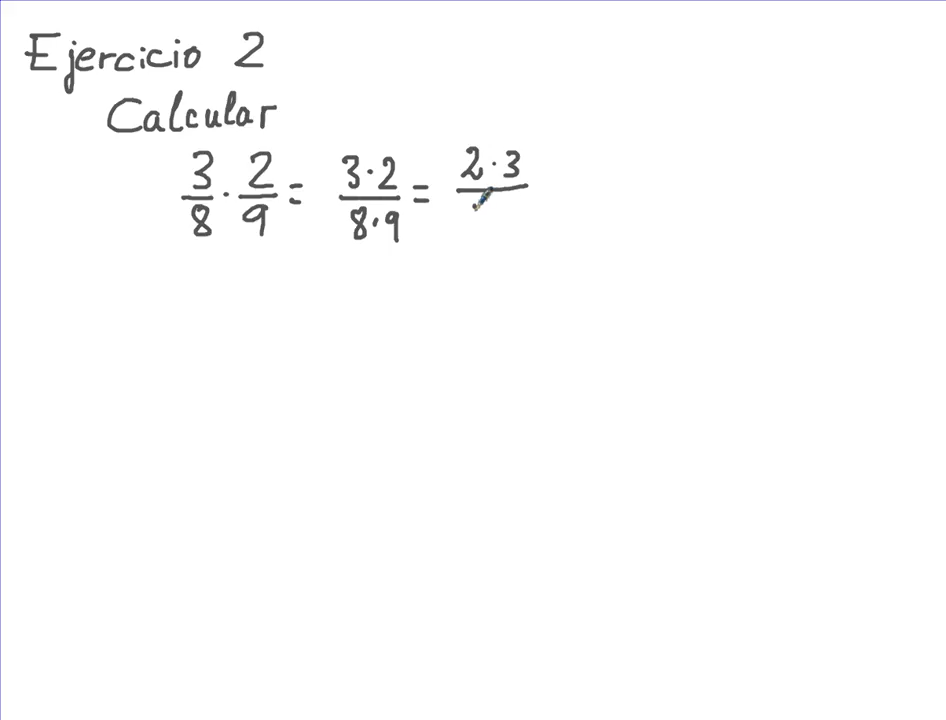 Ejercicio 2
Calcular
3/8 · 2/9 = 3·2/8·9 = 2·3/